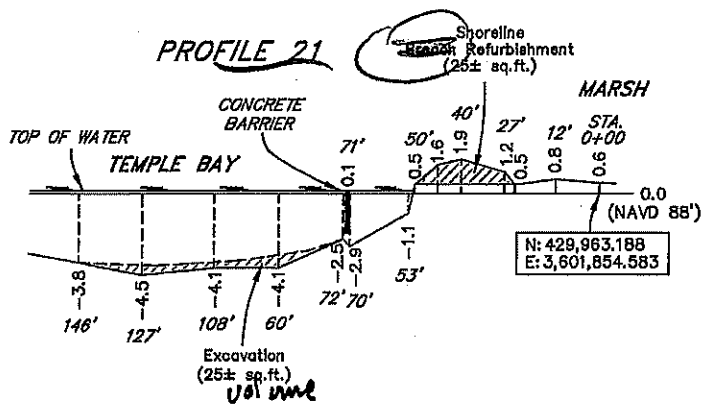 PROFILE 21
Shoreline
Breach Refurbishment
(25± sq.ft.)
MARSH
CONCRETE
BARRIER
TOP OF WATER
TEMPLE BAY
71'
50'
40'
27'
12'
STA.
0+00
0.1
0.5
1.6
1.9
1.2
0.5
0.8
0.6
0.0
(NAVD 88')
N: 429,963.188
E: 3,601,854.583
-3.8
-4.5
-4.1
-4.1
-2.5
-2.9
-1.1
146'
127'
108'
60'
72'
70'
53'
Excavation
(25± sq.ft.)
volume